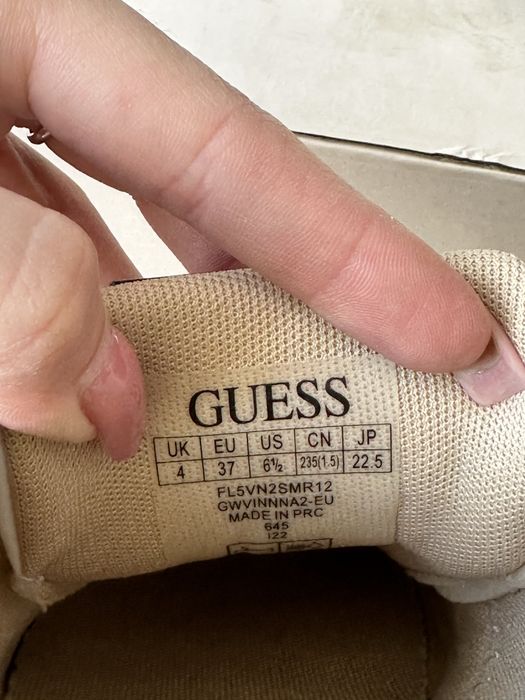 GUESS
UK EU US CN JP
4 37 6½ 235(1.5) 22.5
FL5VN2SMR12
GWVINNNA2-EU
MADE IN PRC
645
I22